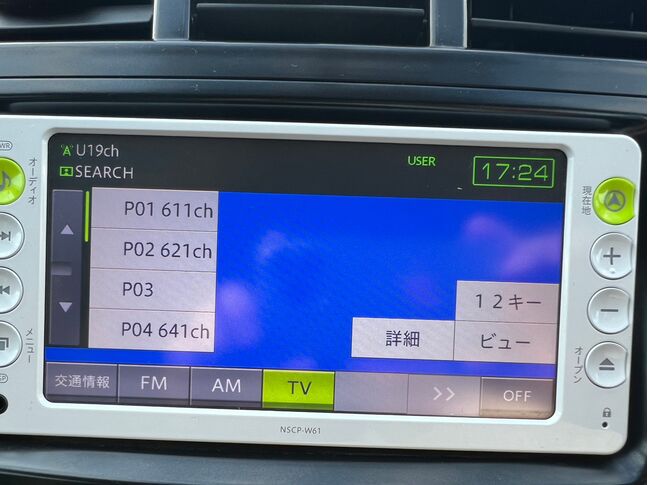 U19ch
SEARCH
USER
17:24
P01 611ch
P02 621ch
P03
P04 641ch
12キー
詳細
ビュー
交通情報
FM
AM
TV
>>
OFF
NSCP-W61
オーディオ
メニュー
現在地
オープン